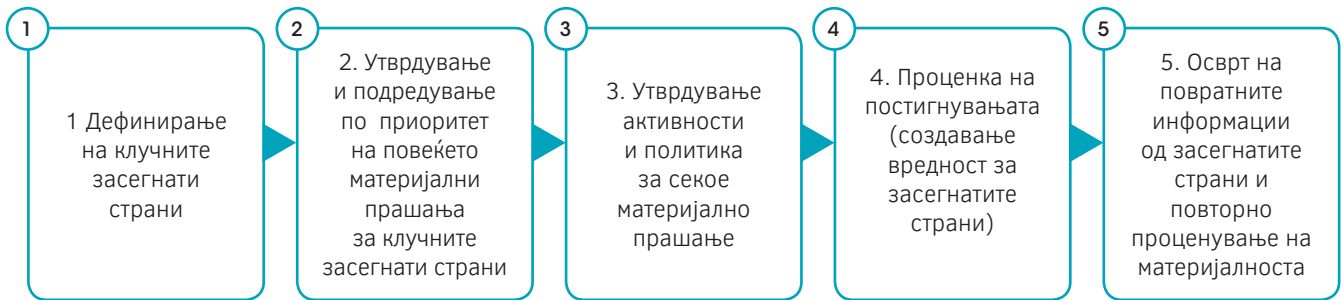 1
1 Дефинирање
на клучните
засегнати
страни
2
2. Утврдување
и подредување
по приоритет
на повеќето
материјални
прашања
за клучните
засегнати страни
3
3. Утврдување
активности
и политика
за секое
материјално
прашање
4
4. Проценка на
постигнувањата
(создавање
вредност за
засегнатите
страни)
5
5. Осврт на
повратните
информации
од засегнатите
страни и
повторно
проценување на
материјалноста